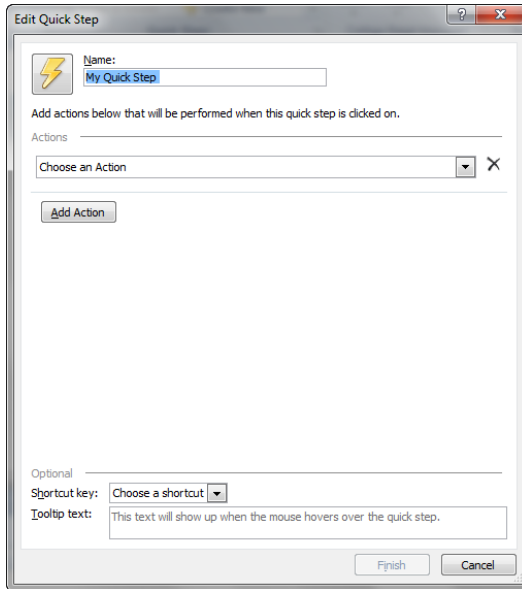 Edit Quick Step
Name:
My Quick Step
Add actions below that will be performed when this quick step is clicked on.
Actions
Choose an Action
Add Action
Optional
Shortcut key: Choose a shortcut
Tooltip text: This text will show up when the mouse hovers over the quick step.
Finish Cancel